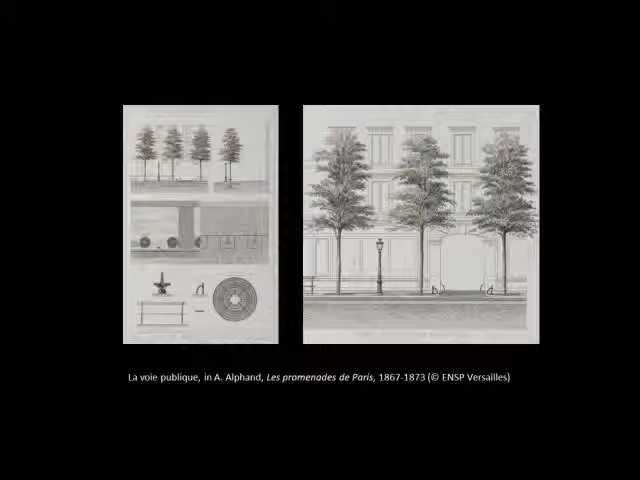 La voie publique, in A. Alphand, Les promenades de Paris, 1867-1873 (© ENSP Versailles)